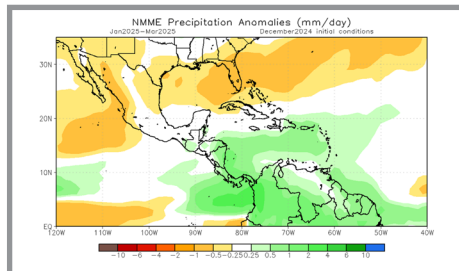 NMME Precipitation Anomalies (mm/day)
Jan2025-Mar2025 December2024 initial conditions
30N
20N
10N
EQ
120W 110W 100W 90W 80W 70W 60W 50W 40W
-10 -6 -4 -2 -1 -0.5-0.25 0.25 0.5 1 2 4 6 10